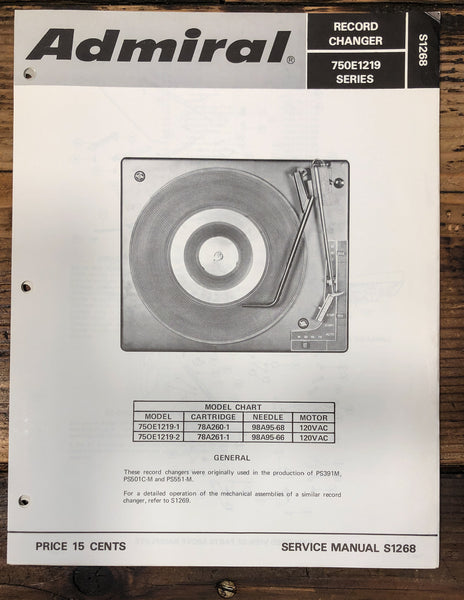 Admiral®
RECORD
CHANGER
750E1219
SERIES
S1268
MODEL CHART
MODEL CARTRIDGE NEEDLE MOTOR
750E1219-1 78A260-1 98A95-68 120VAC
750E1219-2 78A261-1 98A95-66 120VAC
GENERAL
These record changers were originally used in the production of PS391M,
PS501C-M and PS551-M.
For a detailed operation of the mechanical assemblies of a similar record
changer, refer to S1269.
PRICE 15 CENTS
SERVICE MANUAL S1268